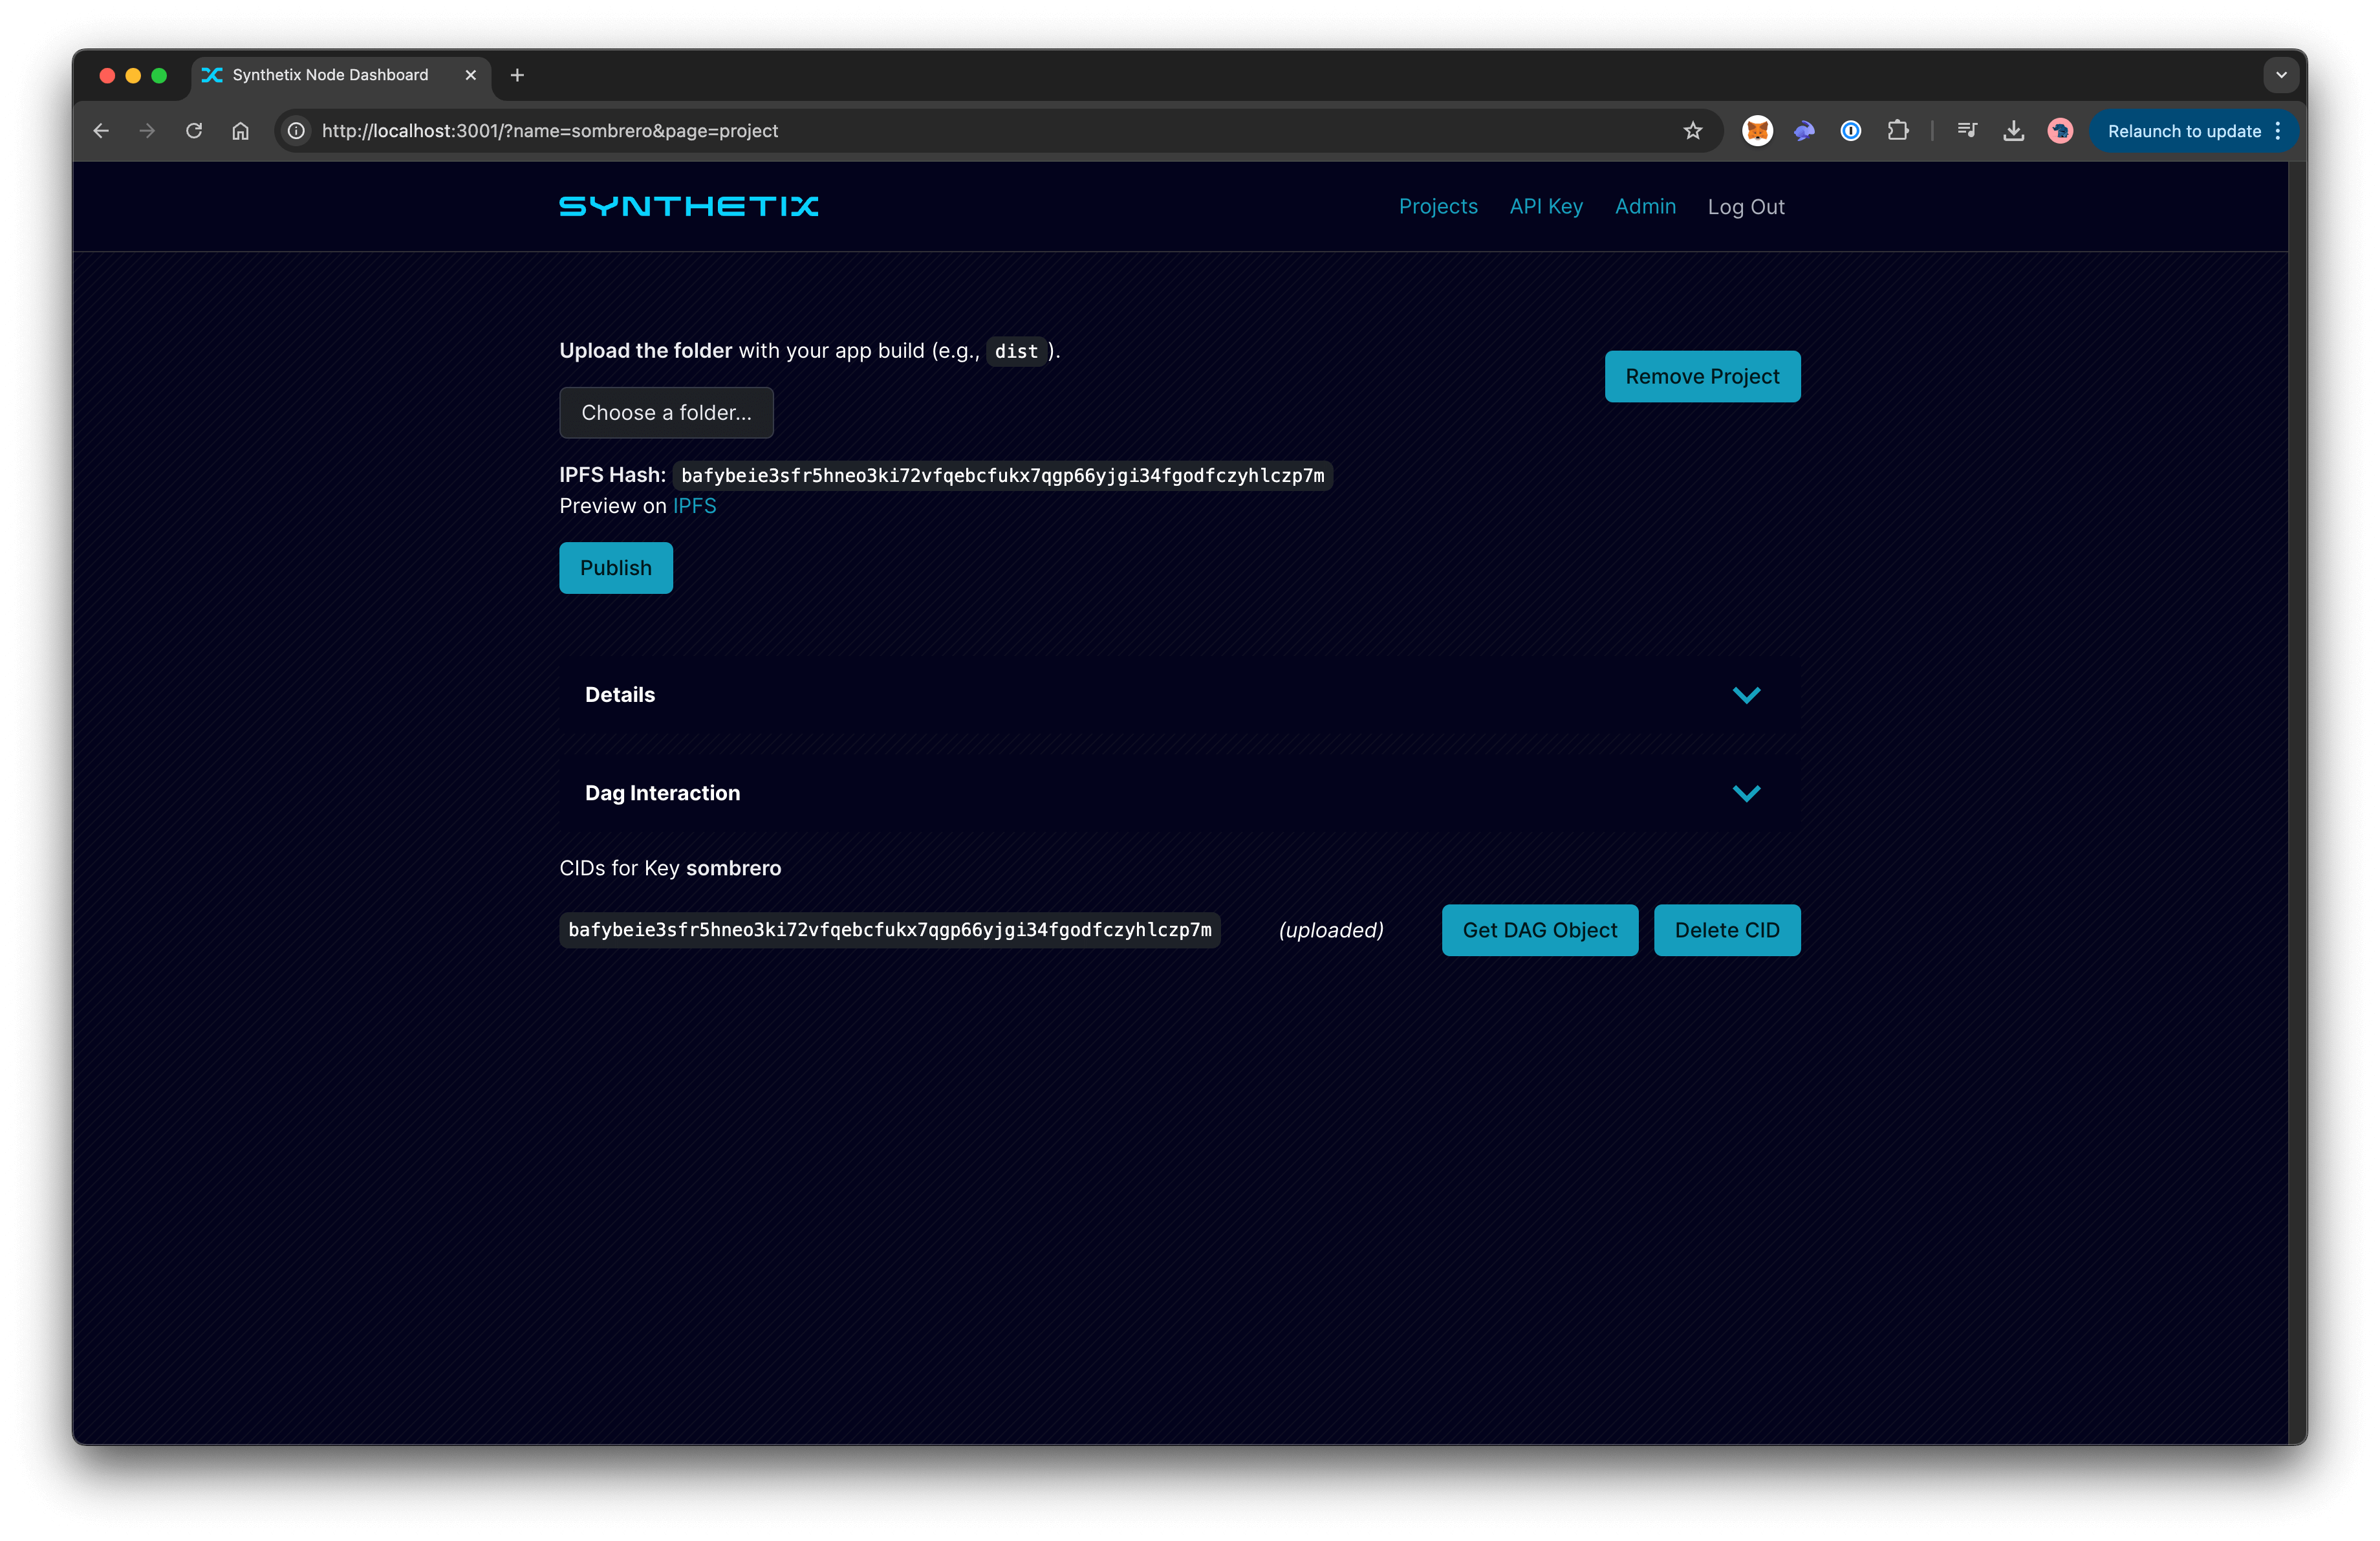 Synthetix Node Dashboard
http://localhost:3001/?name=sombrero&page=project
Relaunch to update
SYNTHETIX
Projects API Key Admin Log Out
Upload the folder with your app build (e.g., dist).
Remove Project
Choose a folder...
IPFS Hash: bafybeie3sfr5hneo3ki72vfqebcfukx7qgp66yjgi34fgodfczyhlczp7m
Preview on IPFS
Publish
Details
Dag Interaction
CIDs for Key sombrero
bafybeie3sfr5hneo3ki72vfqebcfukx7qgp66yjgi34fgodfczyhlczp7m (uploaded) Get DAG Object Delete CID